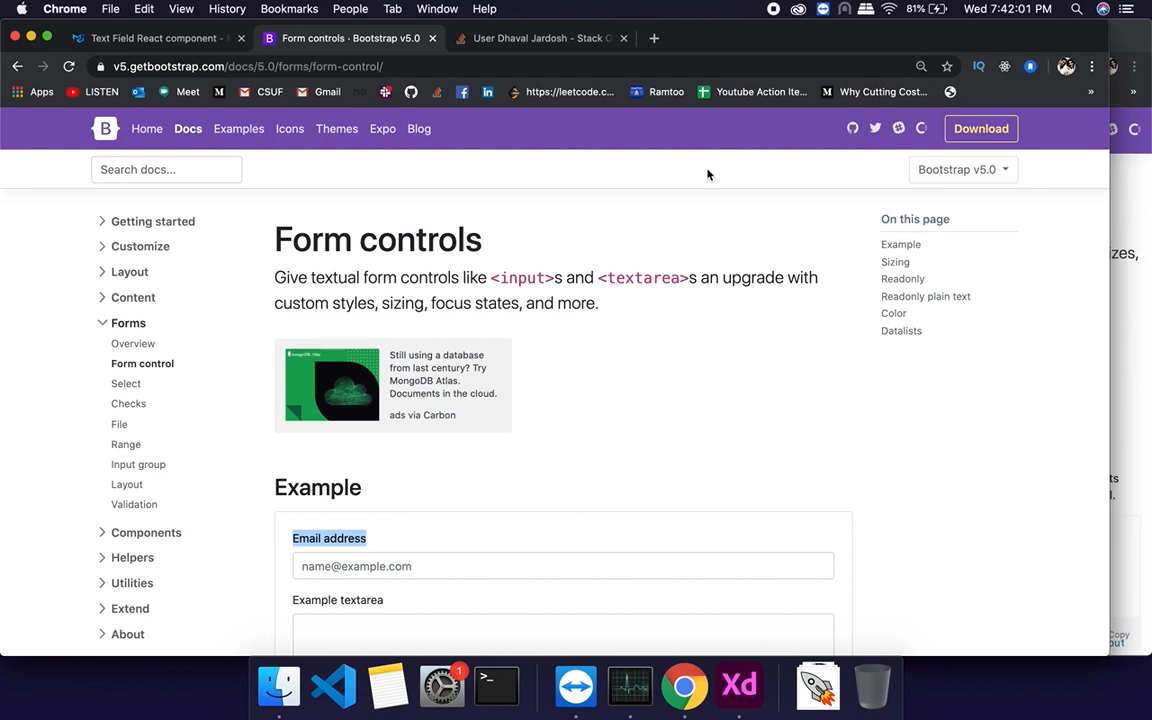 Chrome File Edit View History Bookmarks People Tab Window Help 81% Wed 7:42:01 PM
Text Field React component - Form controls · Bootstrap v5.0 User Dhaval Jardosh - Stack O
v5.getbootstrap.com/docs/5.0/forms/form-control/ IQ
Apps LISTEN Meet M CSUF Gmail https://leetcode.c... Ramtoo Youtube Action Ite... M Why Cutting Cost... » »
B Home Docs Examples Icons Themes Expo Blog Download
Search docs... Bootstrap v5.0
Getting started
Customize
Layout
Content
Forms
Overview
Form control
Select
Checks
File
Range
Input group
Layout
Validation
Components
Helpers
Utilities
Extend
About
Form controls
Give textual form controls like <input>s and <textarea>s an upgrade with
custom styles, sizing, focus states, and more.
Still using a database
from last century? Try
MongoDB Atlas.
Documents in the cloud.
ads via Carbon
Example
Email address
name@example.com
Example textarea
On this page
Example
Sizing
Readonly
Readonly plain text
Color
Datalists
zes,
ts
l.
Copy
out
1
>_
Xd